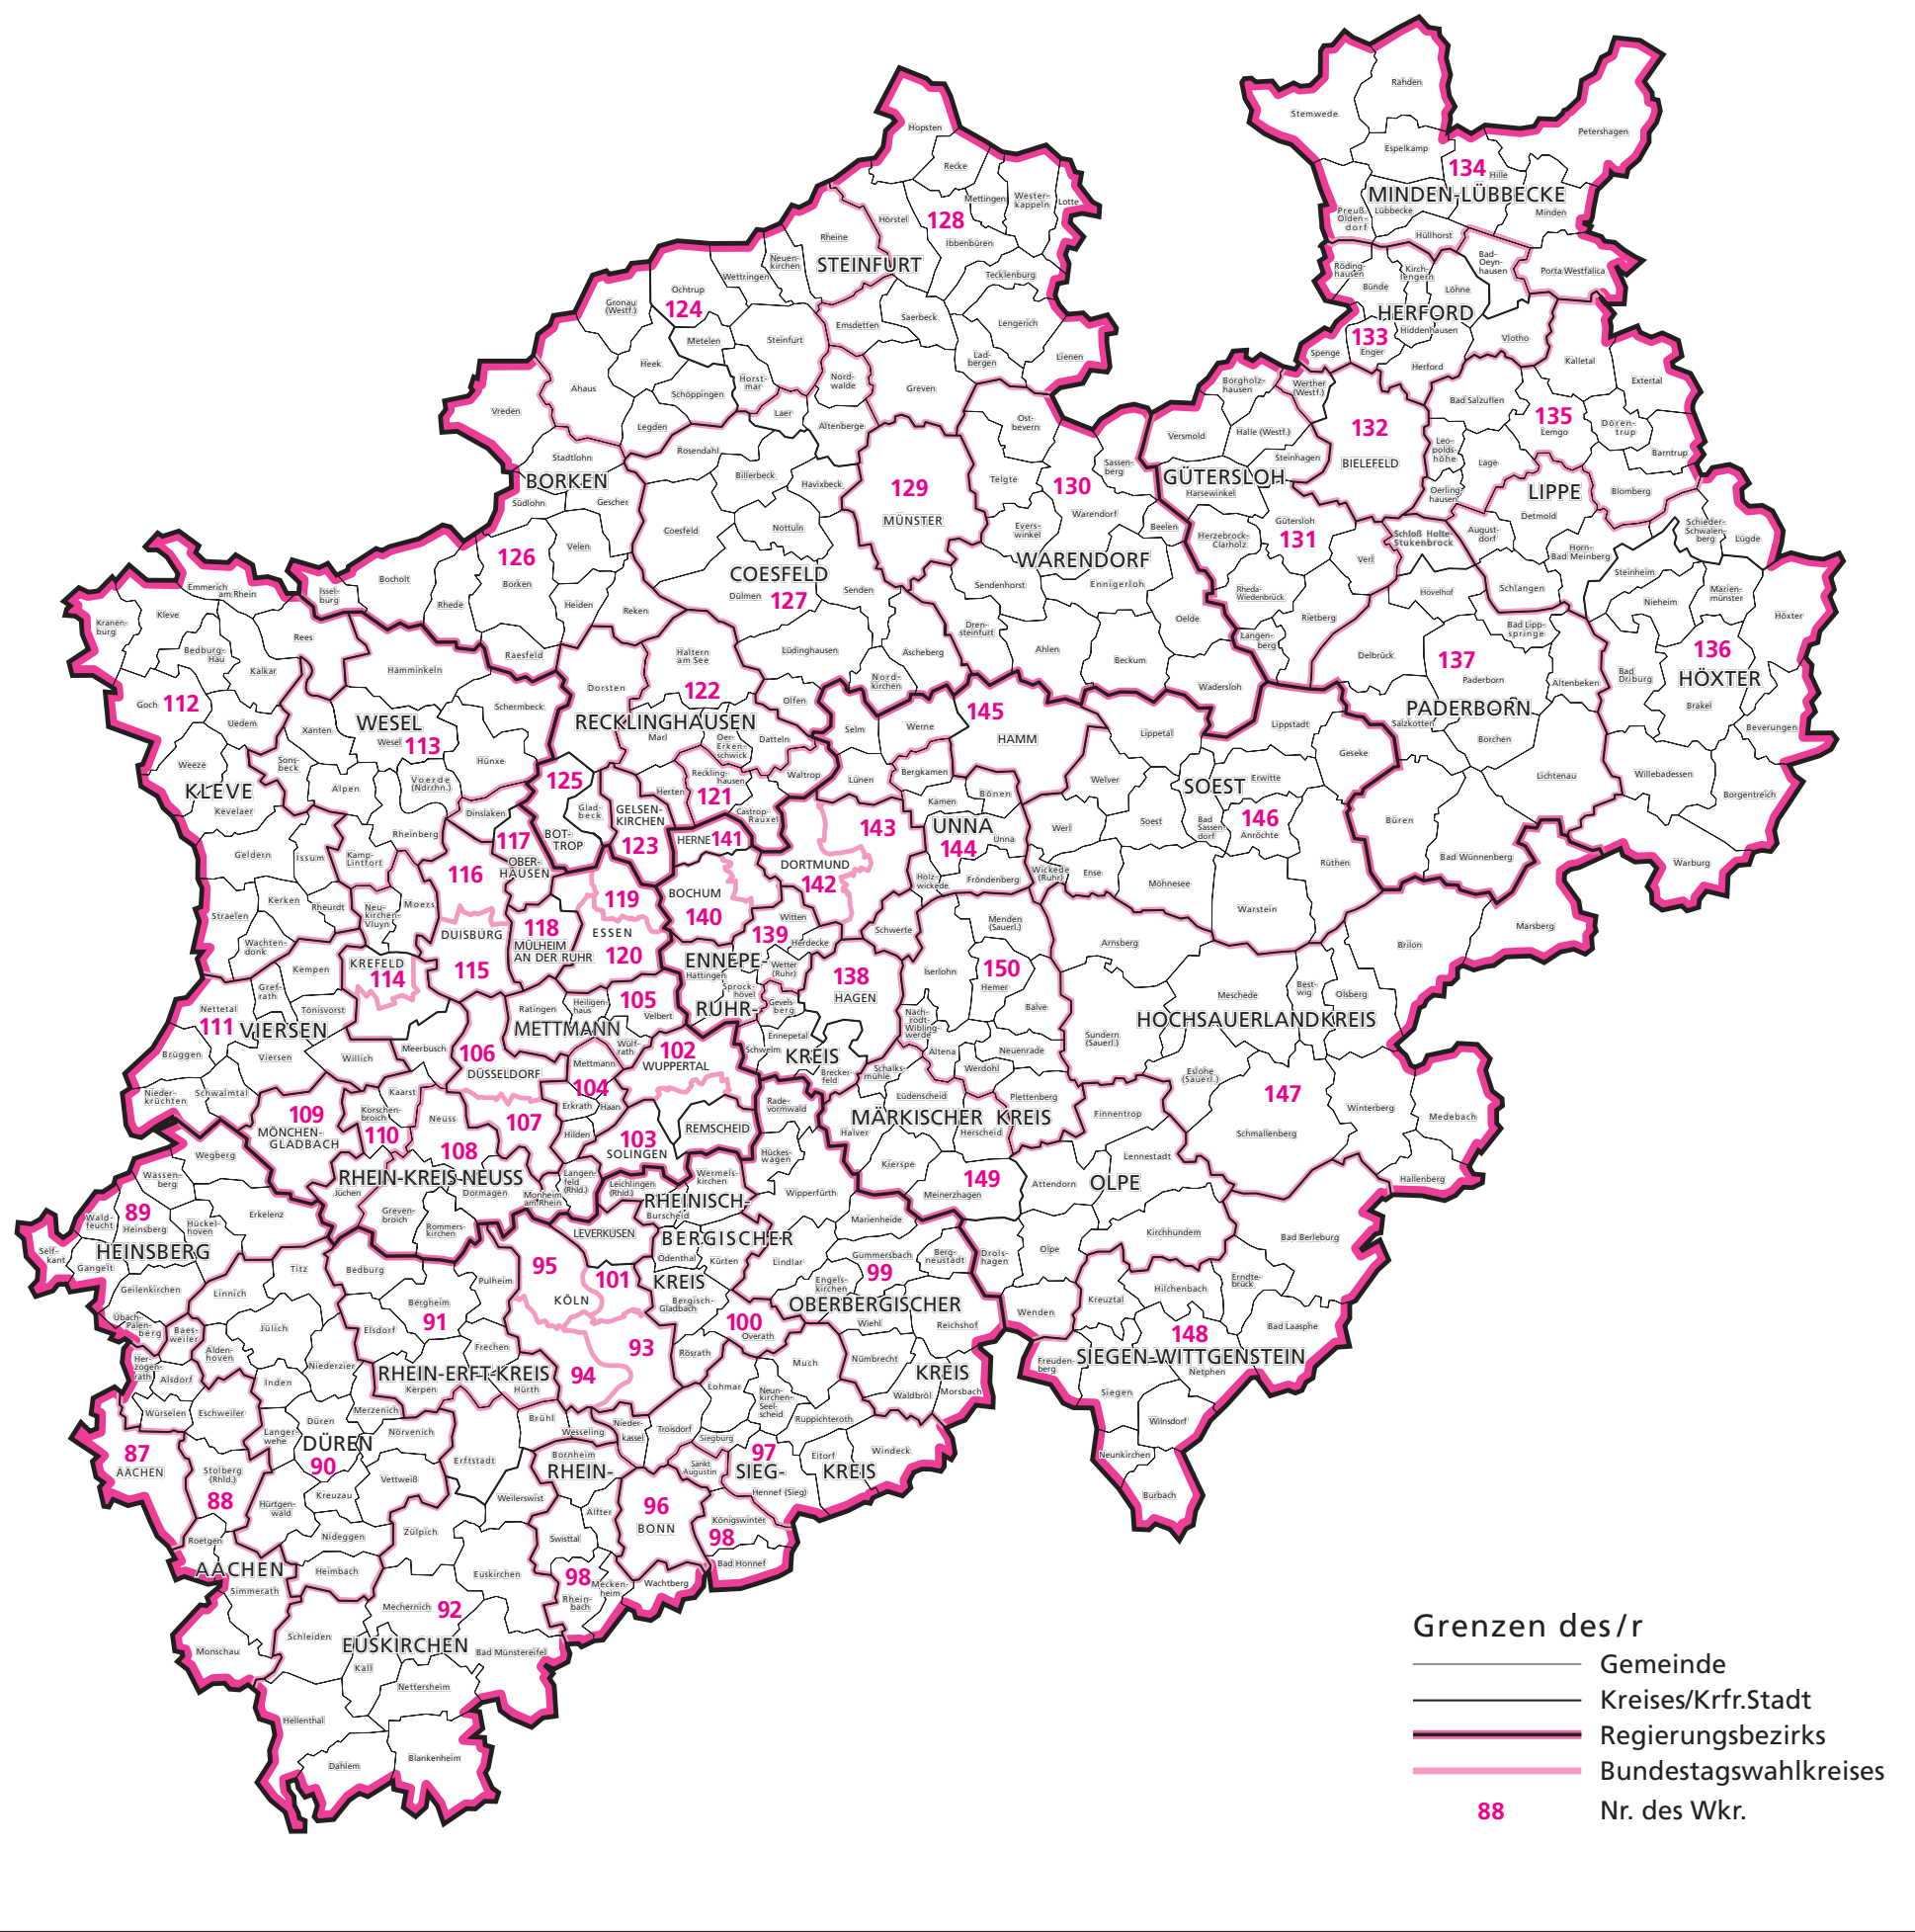 Rahden
Stemwede
Petershagen
Hopsten
Espelkamp
134
Hille
Recke
MINDEN-LÜBBECKE
Mettingen
Wester-
kappeln
Lotte
Preuß.
Olden-
dorf
Lübbecke
Minden
Hörstel
128
Rheine
Ibbenbüren
Hüllhorst
STEINFURT
Neuen-
kirchen
Wettringen
Röding-
hausen
Kirch-
lengern
Bad-
Oeyn-
hausen
Porta Westfalica
Tecklenburg
Bünde
Löhne
Ochtrup
124
Gronau
(Westf.)
HERFORD
Saerbeck
Emsdetten
Lengerich
133
Hiddenhausen
Metelen
Steinfurt
Vlotho
Spenge
Enger
Lad-
bergen
Lienen
Kalletal
Heek
Herford
Horst-
mar
Nord-
walde
Greven
Ahaus
Schöppingen
Borgholz-
hausen
Werther
(Westf.)
Extertal
Bad Salzuflen
Vreden
Laer
135
Lemgo
Dören-
trup
Legden
Altenberge
Ost-
bevern
Versmold
Halle (Westf.)
132
BIELEFELD
Leo-
polds-
höhe
Barntrup
Rosendahl
Stadtlohn
Steinhagen
Lage
Billerbeck
Havixbeck
Sassen-
berg
GÜTERSLOH
Harsewinkel
BORKEN
129
Telgte
130
Oerling-
hausen
LIPPE
Blomberg
Südlohn
Gescher
MÜNSTER
Warendorf
Detmold
Coesfeld
Nottuln
Evers-
winkel
Beelen
Gütersloh
131
Herzebrock-
Clarholz
Schloß Holte-
Stukenbrock
August-
dorf
Schieder-
Schwalen-
berg
Lügde
Velen
126
Borken
WARENDORF
Verl
Horn-
Bad Meinberg
COESFELD
Steinheim
Bocholt
Emmerich
am Rhein
Issel-
burg
Sendenhorst
Ennigerloh
Schlangen
Marien-
münster
Dülmen
127
Senden
Rheda-
Wiedenbrück
Hövelhof
Nieheim
Rhede
Heiden
Reken
Kleve
Kranen-
burg
Oelde
Rietberg
Höxter
Rees
Dren-
steinfurt
Bad Lipp-
springe
Langen-
berg
Bedburg-
Hau
Raesfeld
Haltern
am See
Lüdinghausen
Ascheberg
Ahlen
Beckum
Delbrück
137
Paderborn
136
HÖXTER
Kalkar
Hamminkeln
Bad
Driburg
Dorsten
122
Nord-
kirchen
Wadersloh
Altenbeken
Goch
112
Olfen
Brakel
Schermbeck
145
PADERBORN
Uedem
Xanten
WESEL
RECKLINGHAUSEN
Selm
Werne
HAMM
Lippstadt
Salzkotten
Beverungen
Marl
Oer-
Erken-
schwick
Datteln
Lippetal
Borchen
Wesel
113
Geseke
Weeze
Sons-
beck
Hünxe
125
Reckling-
hausen
Waltrop
Lünen
Bergkamen
Welver
SOEST
Erwitte
Lichtenau
Willebadessen
KLEVE
Kevelaer
Alpen
Voerde
(Ndrrhn.)
Herten
121
Kamen
Bönen
Borgentreich
Dinslaken
Glad-
beck
GELSEN-
KIRCHEN
Castrop-
Rauxel
143
UNNA
Unna
Werl
Soest
Bad
Sassen-
dorf
146
Anröchte
Büren
BOT-
TROP
Rheinberg
117
123
HERNE
141
144
Geldern
Issum
Kamp-
Lintfort
OBER-
HAUSEN
DORTMUND
142
Bad Wünnenberg
Warburg
116
Holz-
wickede
Fröndenberg
Wickede
(Ruhr)
Ense
Möhnesee
Rüthen
Kerken
Rheurdt
Neu-
kirchen-
Vluyn
Moers
119
BOCHUM
140
Warstein
Straelen
118
ESSEN
Witten
Schwerte
Menden
(Sauerl.)
Marsberg
Wachten-
donk
DUISBURG
MÜLHEIM
AN DER RUHR
120
139
Herdecke
Arnsberg
Brilon
Kempen
KREFELD
114
115
ENNEPE-
Hattingen
Wetter
(Ruhr)
138
HAGEN
Iserlohn
150
Hemer
Gref-
rath
Tönisvorst
Sprock-
hövel
Gevels-
berg
Best-
wig
Olsberg
Meschede
Nettetal
111
VIERSEN
Ratingen
Heiligen-
haus
105
Velbert
RUHR-
Nach-
rodt-
Wibling-
werde
Balve
HOCHSAUERLANDKREIS
METTMANN
Ennepetal
Sundern
(Sauerl.)
Brüggen
Viersen
Willich
Meerbusch
106
Wülf-
rath
102
WUPPERTAL
Schwelm
KREIS
Altena
Neuenrade
Mettmann
DÜSSELDORF
Brecker-
feld
Schalks-
mühle
Werdohl
Eslohe
(Sauerl.)
147
Nieder-
krüchten
Schwalmtal
Kaarst
104
Rade-
vormwald
Lüdenscheid
Plettenberg
109
MÖNCHEN-
GLADBACH
Korschen-
broich
Neuss
107
Erkrath
Haan
Finnentrop
Winterberg
Medebach
110
Hilden
103
SOLINGEN
REMSCHEID
MÄRKISCHER KREIS
Halver
Herscheid
Schmallenberg
108
Wegberg
Hückes-
wagen
Kierspe
Lennestadt
Wassen-
berg
RHEIN-KREIS-NEUSS
Langen-
feld
(Rhld.)
Leichlingen
(Rhld.)
Wermels-
kirchen
149
Meinerzhagen
Attendorn
OLPE
Hallenberg
Jüchen
Dormagen
Monheim
am Rhein
RHEINISCH-
Wipperfürth
Wald-
feucht
89
Heinsberg
Hückel-
hoven
Erkelenz
Greven-
broich
Rommers-
kirchen
Burscheid
Marienheide
Kirchhundem
Bad Berleburg
LEVERKUSEN
BERGISCHER
Self-
kant
HEINSBERG
Gangelt
Odenthal
Kürten
Lindlar
Gummersbach
Berg-
neustadt
Drols-
hagen
Olpe
Titz
Bedburg
Pulheim
95
101
KREIS
Engels-
kirchen
99
Erndte-
brück
Geilenkirchen
Linnich
Bergheim
KÖLN
Bergisch-
Gladbach
OBERBERGISCHER
Wenden
Kreuztal
Hilchenbach
Übach-
Palen-
berg
Baes-
weiler
Jülich
Elsdorf
91
Frechen
93
100
Overath
Wiehl
Reichshof
148
Bad Laasphe
Her-
zogen-
rath
Alsdorf
Alden-
hoven
Niederzier
RHEIN-ERFT-KREIS
94
Rösrath
Much
Nümbrecht
KREIS
Freuden-
berg
SIEGEN-WITTGENSTEIN
Netphen
Inden
Kerpen
Hürth
Lohmar
Neun-
kirchen-
Seel-
scheid
Waldbröl
Morsbach
Siegen
Würselen
Eschweiler
Düren
Merzenich
Brühl
Wesseling
Nieder-
kassel
Troisdorf
Ruppichteroth
Wilnsdorf
Langer-
wehe
DÜREN
Nörvenich
Siegburg
97
Eitorf
Windeck
87
AACHEN
90
Bornheim
RHEIN-
Sankt
Augustin
SIEG-
KREIS
Neunkirchen
Stolberg
(Rhld.)
Vettweiß
Erftstadt
Hennef (Sieg)
Burbach
88
Hürtgen-
wald
Kreuzau
Weilerswist
Alfter
96
BONN
Königswinter
Roetgen
Nideggen
Zülpich
Swisttal
98
Bad Honnef
AACHEN
Heimbach
Euskirchen
98
Mecken-
heim
Wachtberg
Simmerath
Rhein-
bach
Mechernich
92
Monschau
Schleiden
EUSKIRCHEN
Bad Münstereifel
Kall
Nettersheim
Hellenthal
Dahlem
Blankenheim
Grenzen des/r
Gemeinde
Kreises/Krfr.Stadt
Regierungsbezirks
Bundestagswahlkreises
88 Nr. des Wkr.